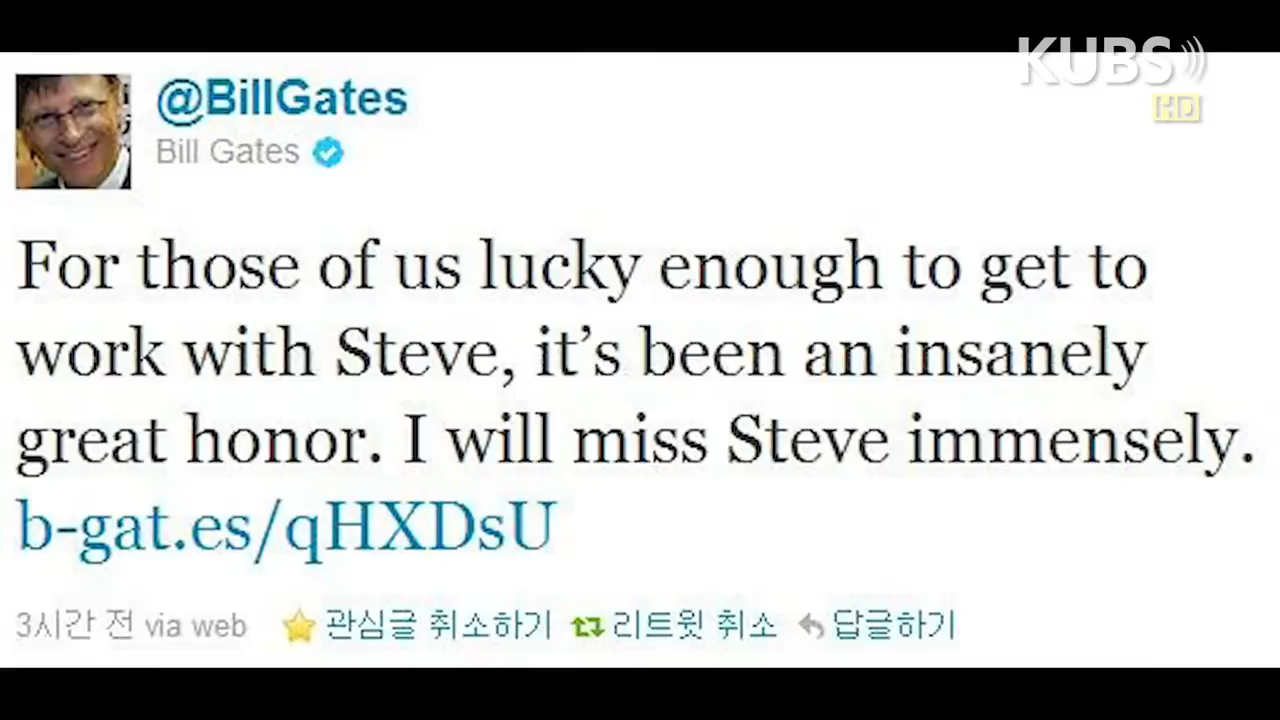 KUBS
HD
@BillGates
Bill Gates
For those of us lucky enough to get to
work with Steve, it’s been an insanely
great honor. I will miss Steve immensely.
b-gat.es/qHXDsU
3시간 전 via web 관심글 취소하기 리트윗 취소 답글하기